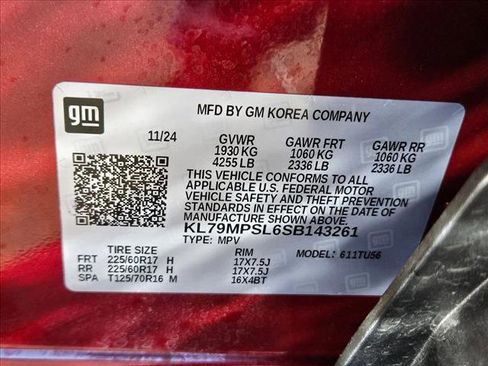 gm
MFD BY GM KOREA COMPANY
11/24 GVWR GAWR FRT GAWR RR
1930 KG 1060 KG 1060 KG
4255 LB 2336 LB 2336 LB
THIS VEHICLE CONFORMS TO ALL
APPLICABLE U.S. FEDERAL MOTOR
VEHICLE SAFETY AND THEFT PREVENTION
STANDARDS IN EFFECT ON THE DATE OF
MANUFACTURE SHOWN ABOVE.
KL79MPSL6SB143261
TYPE: MPV MODEL: 611TU56
TIRE SIZE RIM
FRT 225/60R17 H 17X7.5J
RR 225/60R17 H 17X7.5J
SPA T125/70R16 M 16X4BT